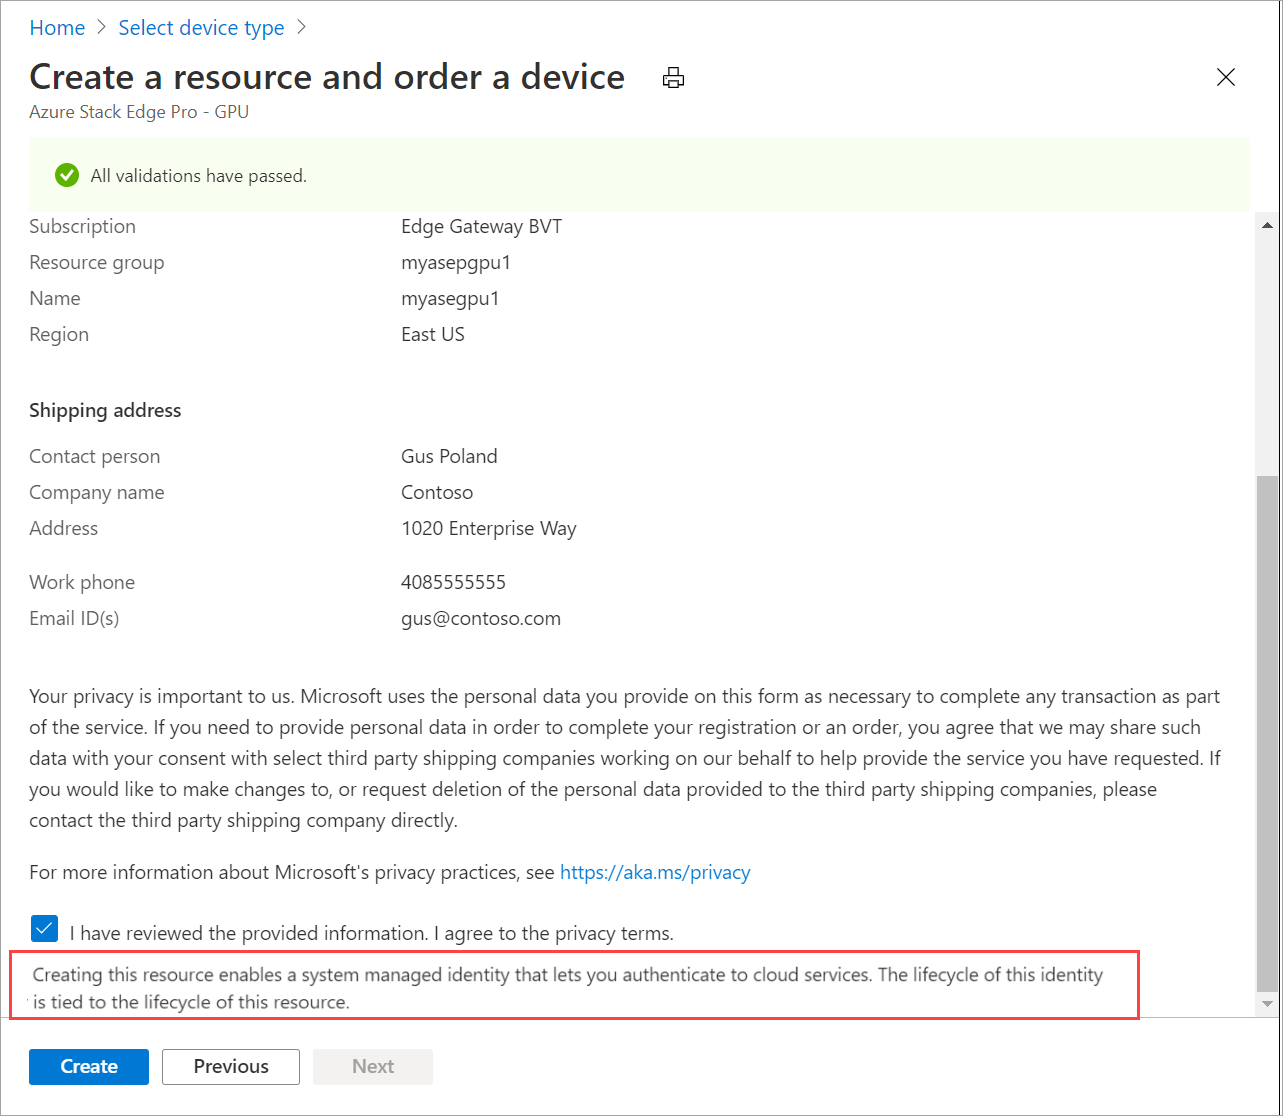 Home > Select device type >
Create a resource and order a device
Azure Stack Edge Pro - GPU
All validations have passed.
Subscription Edge Gateway BVT
Resource group myasepgpu1
Name myasegpu1
Region East US
Shipping address
Contact person Gus Poland
Company name Contoso
Address 1020 Enterprise Way
Work phone 4085555555
Email ID(s) gus@contoso.com
Your privacy is important to us. Microsoft uses the personal data you provide on this form as necessary to complete any transaction as part
of the service. If you need to provide personal data in order to complete your registration or an order, you agree that we may share such
data with your consent with select third party shipping companies working on our behalf to help provide the service you have requested. If
you would like to make changes to, or request deletion of the personal data provided to the third party shipping companies, please
contact the third party shipping company directly.
For more information about Microsoft's privacy practices, see https://aka.ms/privacy
I have reviewed the provided information. I agree to the privacy terms.
Creating this resource enables a system managed identity that lets you authenticate to cloud services. The lifecycle of this identity
is tied to the lifecycle of this resource.
Create Previous Next